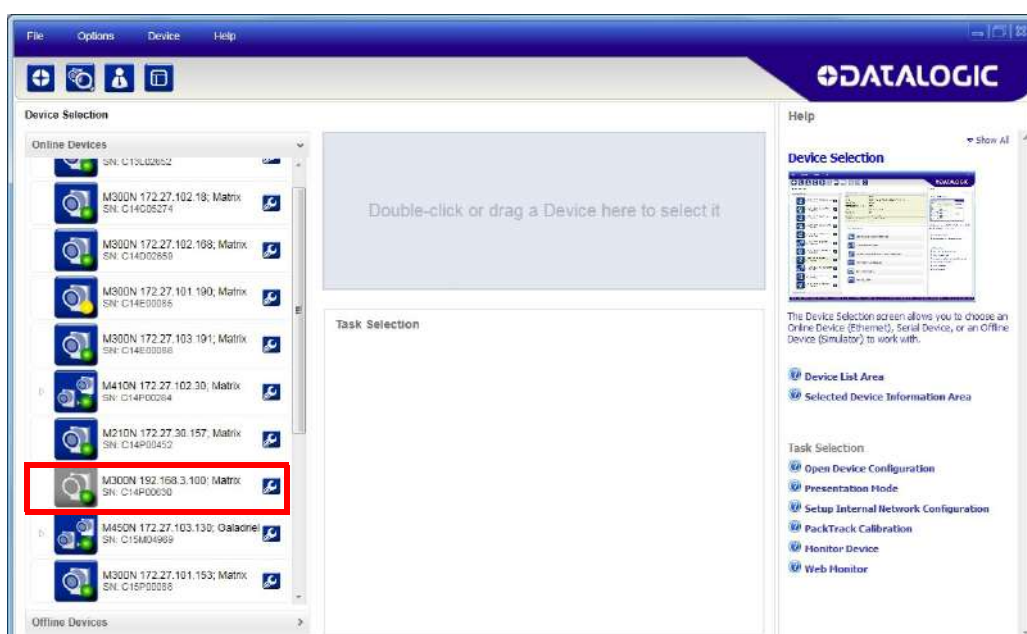 File Options Device Help
DATALOGIC
Device Selection
Online Devices
SN: C13L02652
M300N 172.27.102.18; Matrix
SN: C14C05274
M300N 172.27.102.168; Matrix
SN: C14D02659
M300N 172.27.101.190; Matrix
SN: C14E00085
M300N 172.27.103.191; Matrix
SN: C14E00088
M410N 172.27.102.30; Matrix
SN: C14P00264
M210N 172.27.30.157; Matrix
SN: C14P00452
M300N 192.168.3.100; Matrix
SN: C14P00630
M450N 172.27.103.130; Galadriel
SN: C15M04969
M300N 172.27.101.153; Matrix
SN: C15P00088
Offline Devices
Double-click or drag a Device here to select it
Task Selection
Help
Show All
Device Selection
The Device Selection screen allows you to choose an
Online Device (Ethernet), Serial Device, or an Offline
Device (Simulator) to work with.
Device List Area
Selected Device Information Area
Task Selection
Open Device Configuration
Presentation Mode
Setup Internal Network Configuration
PackTrack Calibration
Monitor Device
Web Monitor